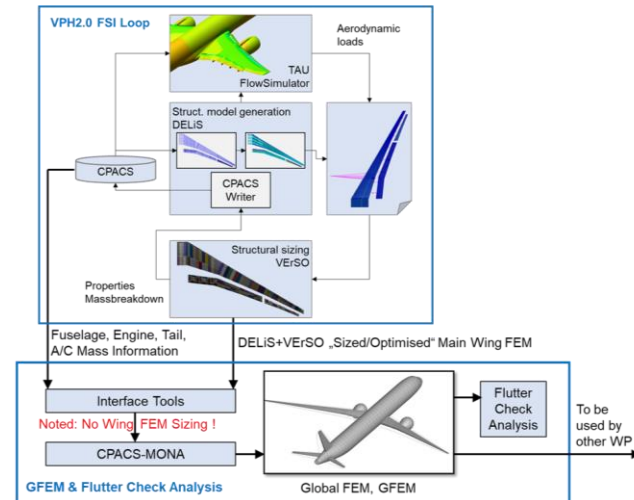 VPH2.0 FSI Loop
Aerodynamic
loads
TAU
FlowSimulator
Struct. model generation
DELiS
CPACS
CPACS
Writer
Structural sizing
VErSO
Properties
Massbreakdown
Fuselage, Engine, Tail,
A/C Mass Information
DELiS+VErSO „Sized/Optimised“ Main Wing FEM
Interface Tools
Noted: No Wing FEM Sizing !
CPACS-MONA
Flutter
Check
Analysis
To be
used by
other WP
GFEM & Flutter Check Analysis
Global FEM, GFEM